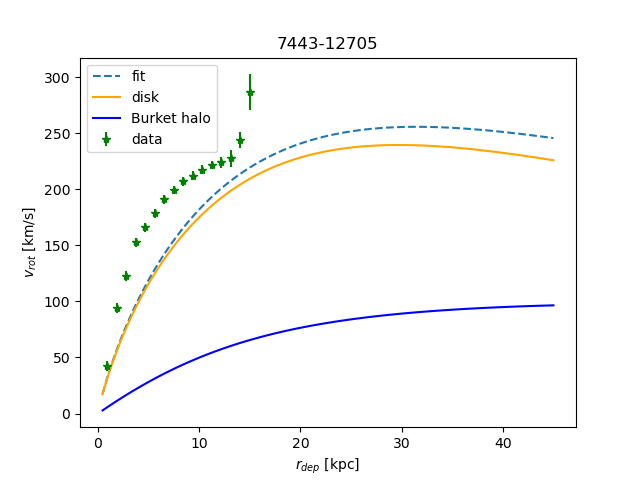 7443-12705
fit
disk
Burket halo
data
300
250
200
150
100
50
0
v_rot [km/s]
0 10 20 30 40
r_dep [kpc]